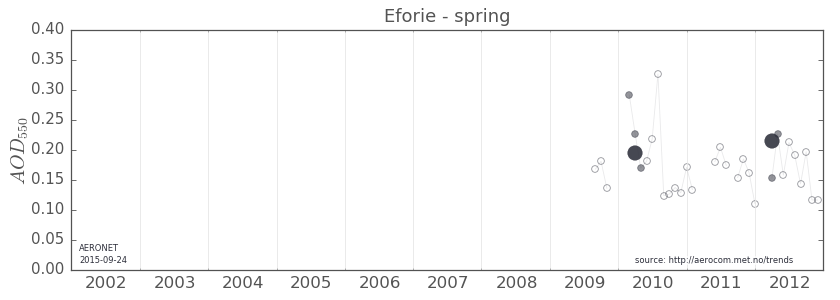 Eforie - spring
0.40
0.35
0.30
0.25
0.20
0.15
0.10
0.05
0.00
AOD550
AERONET
2015-09-24
source: http://aerocom.met.no/trends
2002 2003 2004 2005 2006 2007 2008 2009 2010 2011 2012